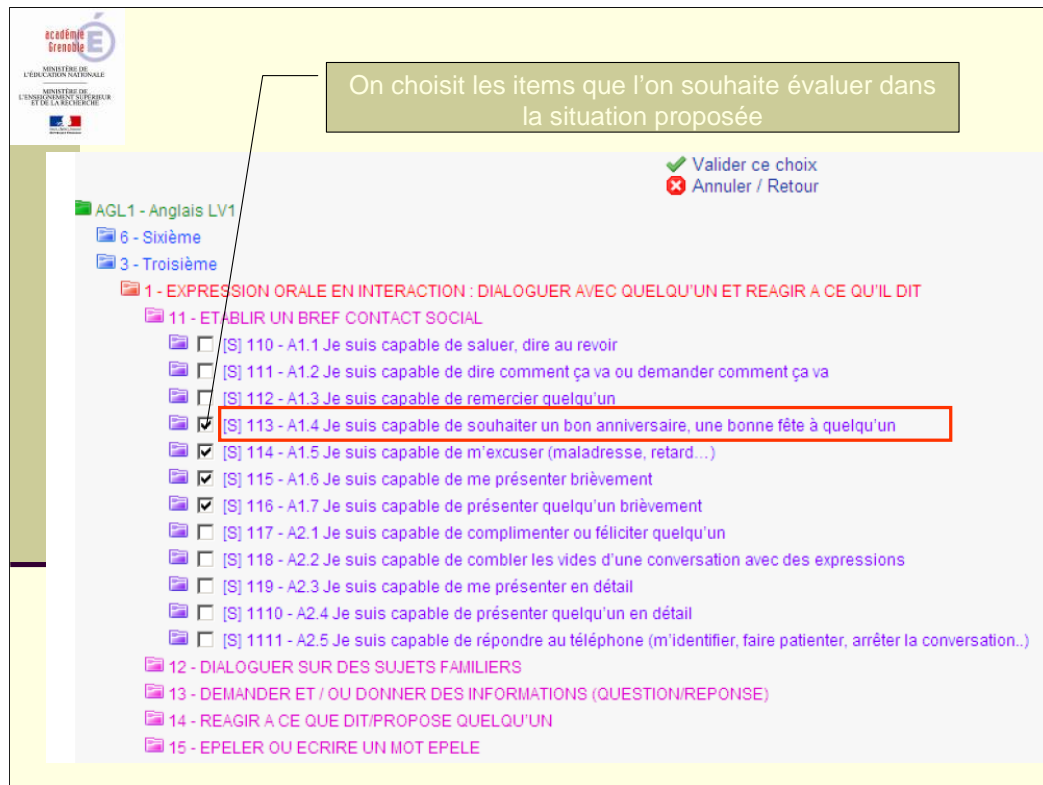 académie
Grenoble
MINISTÈRE DE
L'ÉDUCATION NATIONALE
MINISTÈRE DE
L'ENSEIGNEMENT SUPÉRIEUR
ET DE LA RECHERCHE
On choisit les items que l'on souhaite évaluer dans
la situation proposée
Valider ce choix
Annuler / Retour
AGL1 - Anglais LV1
6 - Sixième
3 - Troisième
1 - EXPRESSION ORALE EN INTERACTION : DIALOGUER AVEC QUELQU'UN ET REAGIR A CE QU'IL DIT
11 - ETABLIR UN BREF CONTACT SOCIAL
[S] 110 - A1.1 Je suis capable de saluer, dire au revoir
[S] 111 - A1.2 Je suis capable de dire comment ça va ou demander comment ça va
[S] 112 - A1.3 Je suis capable de remercier quelqu'un
[S] 113 - A1.4 Je suis capable de souhaiter un bon anniversaire, une bonne fête à quelqu'un
[S] 114 - A1.5 Je suis capable de m'excuser (maladresse, retard...)
[S] 115 - A1.6 Je suis capable de me présenter brièvement
[S] 116 - A1.7 Je suis capable de présenter quelqu'un brièvement
[S] 117 - A2.1 Je suis capable de complimenter ou féliciter quelqu'un
[S] 118 - A2.2 Je suis capable de combler les vides d'une conversation avec des expressions
[S] 119 - A2.3 Je suis capable de me présenter en détail
[S] 1110 - A2.4 Je suis capable de présenter quelqu'un en détail
[S] 1111 - A2.5 Je suis capable de répondre au téléphone (m'identifier, faire patienter, arrêter la conversation..)
12 - DIALOGUER SUR DES SUJETS FAMILIERS
13 - DEMANDER ET / OU DONNER DES INFORMATIONS (QUESTION/REPONSE)
14 - REAGIR A CE QUE DIT/PROPOSE QUELQU'UN
15 - EPELER OU ECRIRE UN MOT EPELE